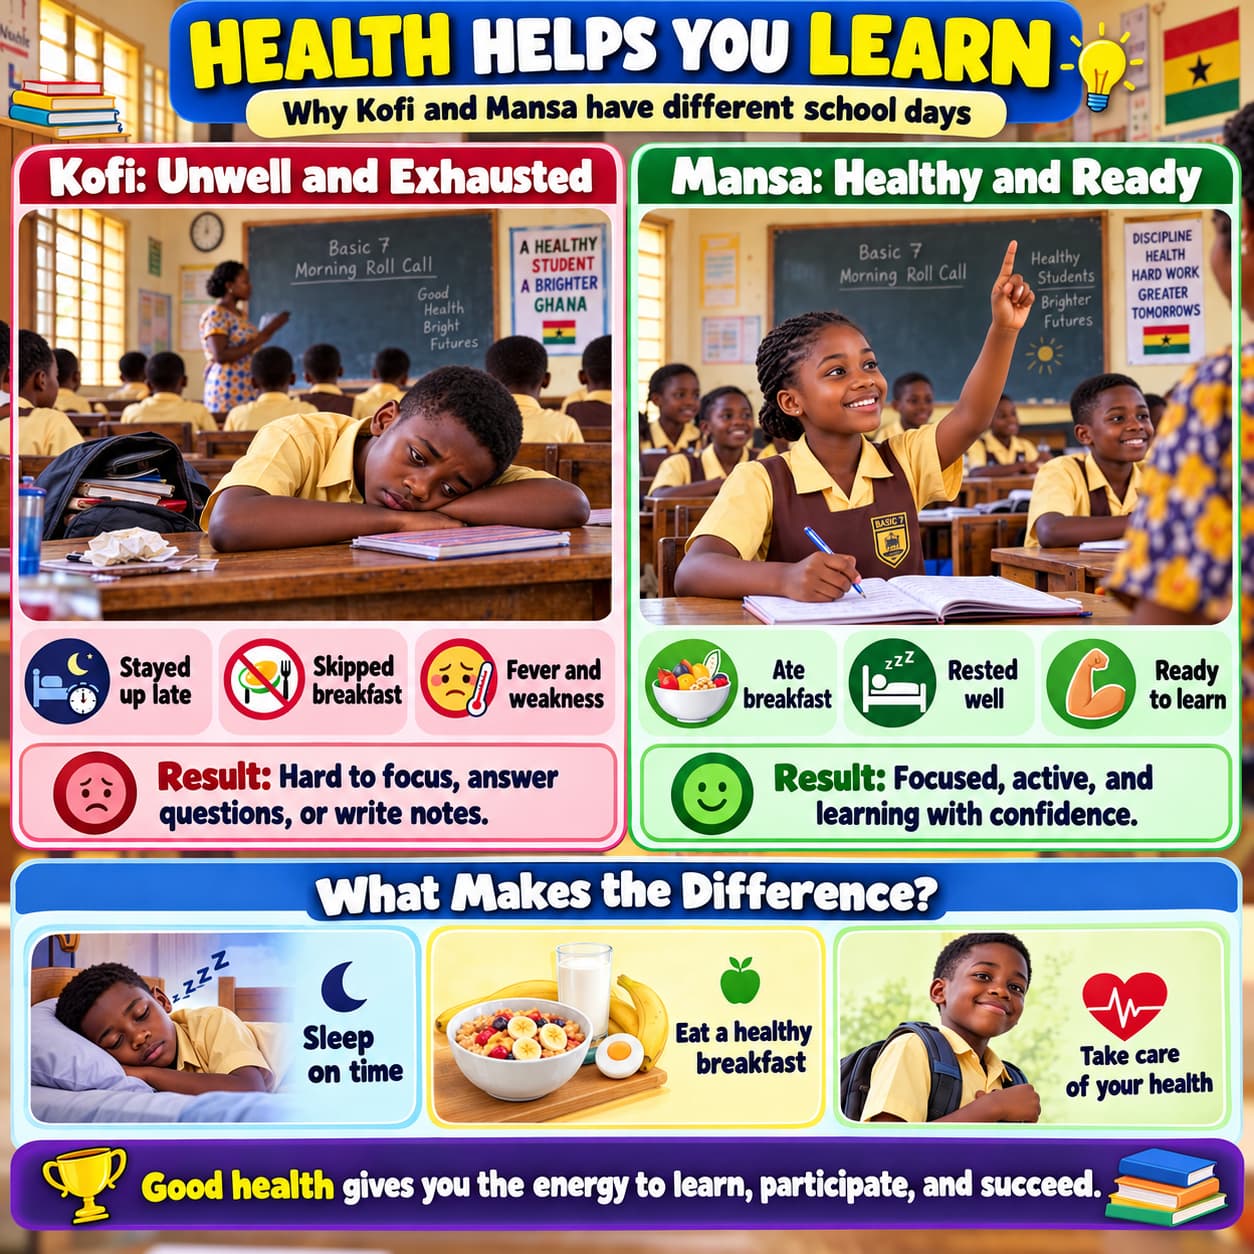 HEALTH HELPS YOU LEARN
Why Kofi and Mansa have different school days
Kofi: Unwell and Exhausted
Basic 7
Morning Roll Call
Good
Health
Bright
Futures
A HEALTHY
STUDENT
A BRIGHTER
GHANA
Stayed
up late
Skipped
breakfast
Fever and
weakness
Result: Hard to focus, answer
questions, or write notes.
Mansa: Healthy and Ready
Basic 7
Morning Roll Call
Healthy
Students
Brighter
Futures
DISCIPLINE
HEALTH
HARD WORK
GREATER
TOMORROWS
BASIC 7
Ate
breakfast
zzZ
Rested
well
Ready
to learn
Result: Focused, active, and
learning with confidence.
What Makes the Difference?
zzZZZ
Sleep
on time
Eat a healthy
breakfast
Take care
of your health
Good health gives you the energy to learn, participate, and succeed.